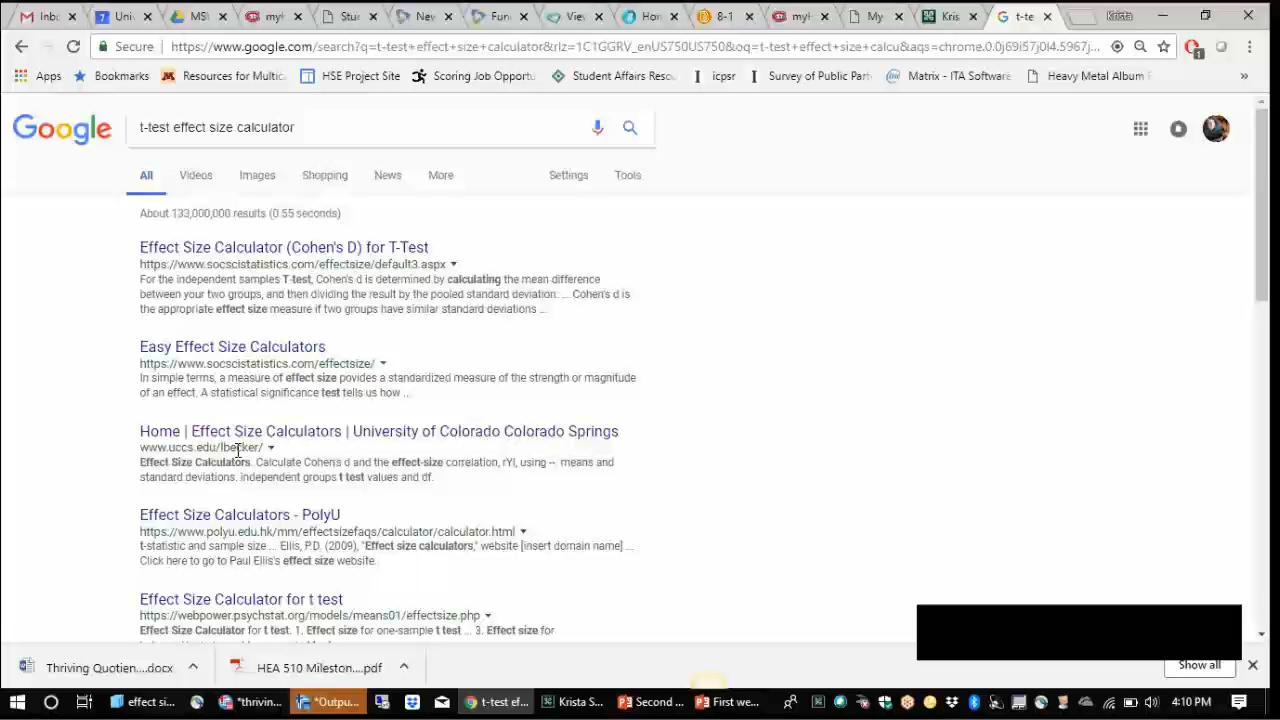 Inbo
Univ
MSI
myH
Stud
New
Fund
View
Hom
8-1
myH
My
Kris
t-te
Krista
Secure
https://www.google.com/search?q=t-test+effect+size+calculator&rlz=1C1GGRV_enUS750US750&oq=t-test+effect+size+calcu&aqs=chrome.0.0j69i57j0l4.5967j...
Apps
Bookmarks
Resources for Multic
HSE Project Site
Scoring Job Opportu
Student Affairs Reso
Survey of Public Part
Matrix - ITA Software
Heavy Metal Album F
Google
t-test effect size calculator
All Videos Images Shopping News More Settings Tools
About 133,000,000 results (0.55 seconds)
Effect Size Calculator (Cohen's D) for T-Test
https://www.socscistatistics.com/effectsize/default3.aspx
For the independent samples T-test, Cohen's d is determined by calculating the mean difference
between your two groups, and then dividing the result by the pooled standard deviation. ... Cohen's d is
the appropriate effect size measure if two groups have similar standard deviations ...
Easy Effect Size Calculators
https://www.socscistatistics.com/effectsize/
In simple terms, a measure of effect size povides a standardized measure of the strength or magnitude
of an effect. A statistical significance test tells us how ...
Home | Effect Size Calculators | University of Colorado Colorado Springs
www.uccs.edu/lbecker/
Effect Size Calculators. Calculate Cohen's d and the effect-size correlation, rYl, using -- means and
standard deviations. independent groups t test values and df.
Effect Size Calculators - PolyU
https://www.polyu.edu.hk/mm/effectsizefaqs/calculator/calculator.html
t-statistic and sample size ... Ellis, P.D. (2009), "Effect size calculators," website [insert domain name] ...
Click here to go to Paul Ellis's effect size website.
Effect Size Calculator for t test
https://webpower.psychstat.org/models/means01/effectsize.php
Effect Size Calculator for t test. 1. Effect size for one-sample t test ... 3. Effect size for
Thriving Quotien....docx
HEA 510 Mileston....pdf
Show all
effect si...
*thrivin...
*Outpu...
t-test ef...
Krista S...
Second ...
First we...
4:10 PM